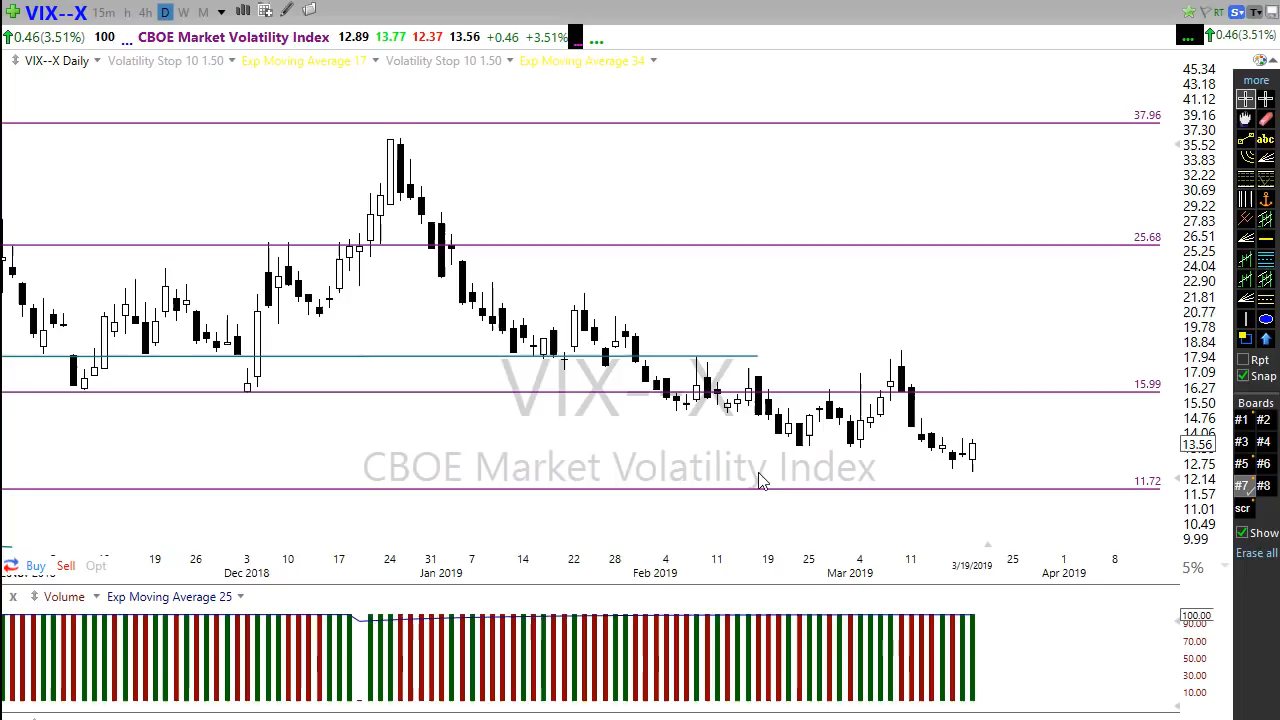 VIX--X 15m h 4h D W M RT S T
0.46(3.51%) 100 ... CBOE Market Volatility Index 12.89 13.77 12.37 13.56 +0.46 +3.51% ... ... 0.46(3.51%)
VIX--X Daily Volatility Stop 10 1.50 Exp Moving Average 17 Volatility Stop 10 1.50 Exp Moving Average 34
45.34
more
43.18
41.12
37.96
39.16
abc
37.30
35.52
33.83
32.22
30.69
29.22
27.83
25.68
26.51
25.25
24.04
22.90
21.81
20.77
19.78
18.84
17.94
Rpt
17.09
Snap
15.99
16.27
15.50
Boards
14.76
#1 #2
14.06
13.56
#3 #4
VIX--X
CBOE Market Volatility Index
12.75
#5 #6
11.72
12.14
#7 #8
11.57
11.01
scr
10.49
Show
9.99
Erase all
19 26 3 10 17 24 31 7 14 22 28 4 11 19 25 4 11 25 1 8
Buy Sell Opt
Dec 2018 Jan 2019 Feb 2019 Mar 2019 3/19/2019 Apr 2019
5%
x Volume Exp Moving Average 25
100.00
90.00
70.00
50.00
30.00
10.00